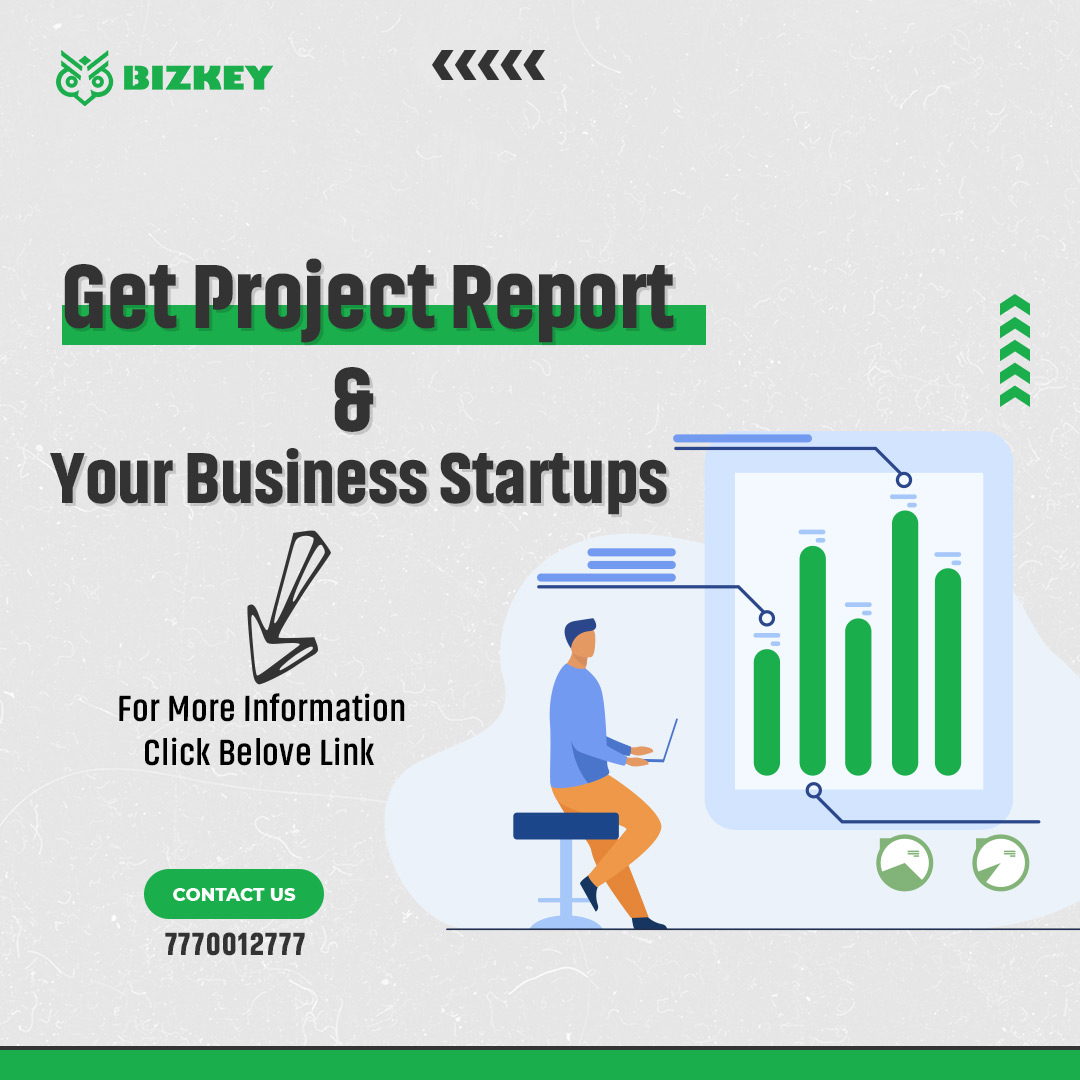 BIZKEY
Get Project Report
&
Your Business Startups
For More Information
Click Belove Link
CONTACT US
7770012777